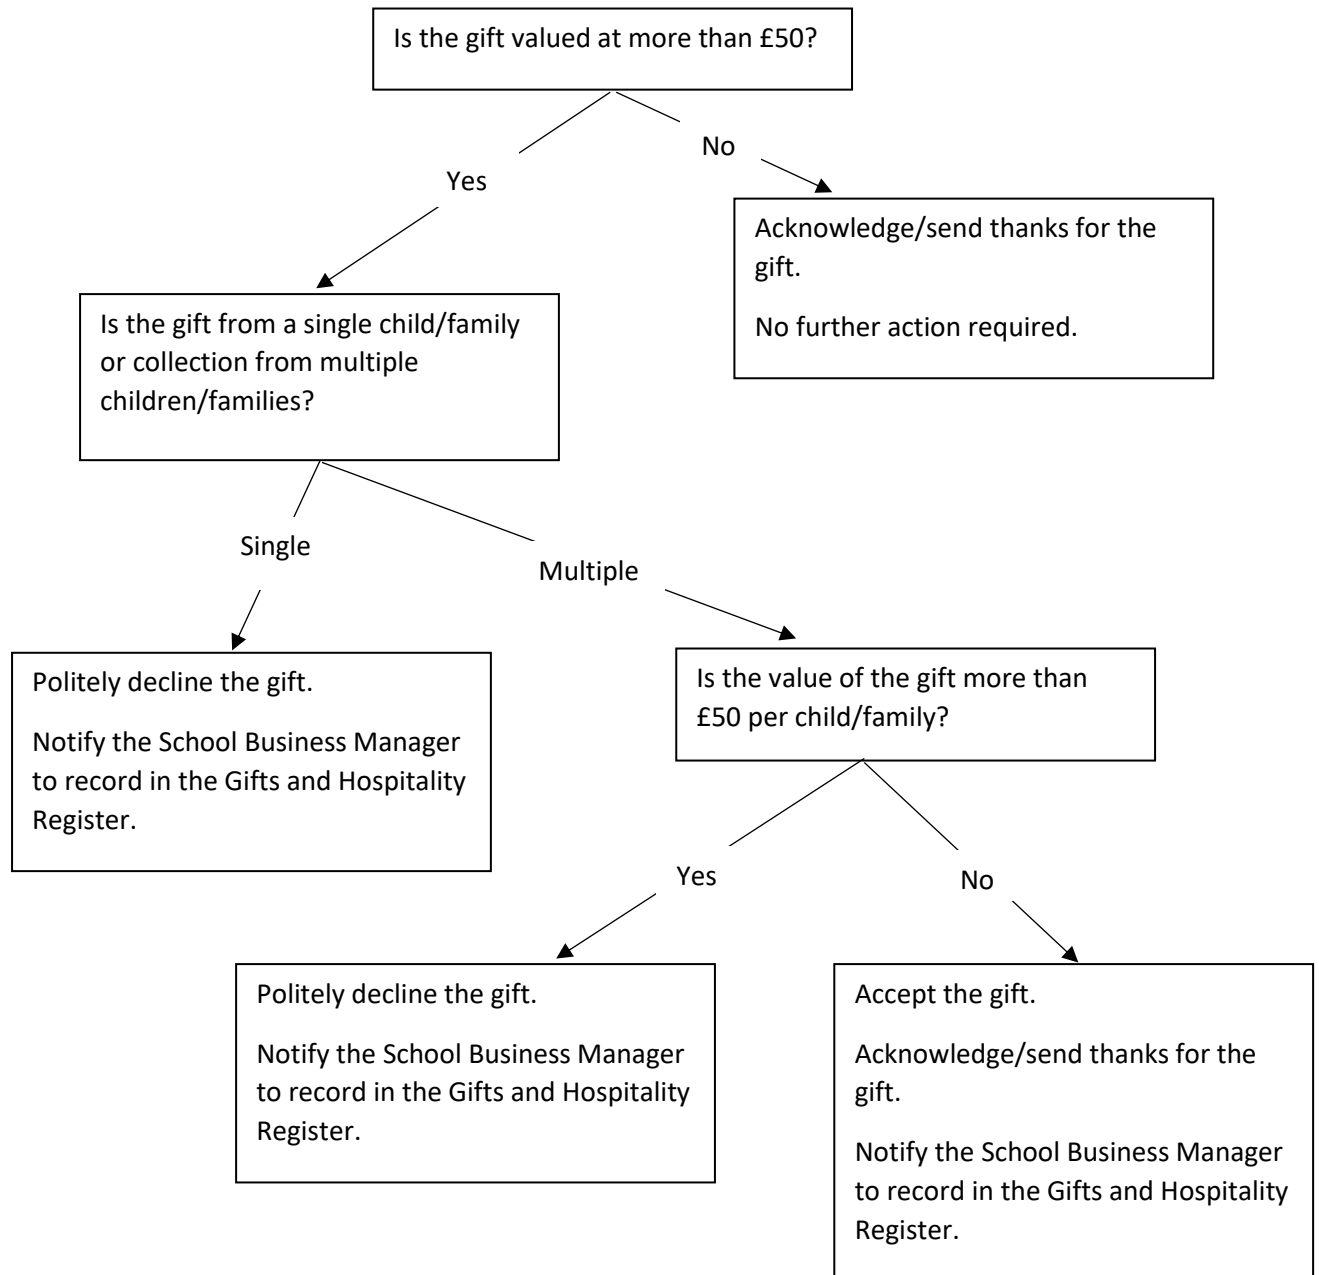 Is the gift valued at more than £50?
No
Yes
Acknowledge/send thanks for the
gift.
No further action required.
Is the gift from a single child/family
or collection from multiple
children/families?
Single
Multiple
Politely decline the gift.
Notify the School Business Manager
to record in the Gifts and Hospitality
Register.
Is the value of the gift more than
£50 per child/family?
Yes
No
Politely decline the gift.
Notify the School Business Manager
to record in the Gifts and Hospitality
Register.
Accept the gift.
Acknowledge/send thanks for the
gift.
Notify the School Business Manager
to record in the Gifts and Hospitality
Register.